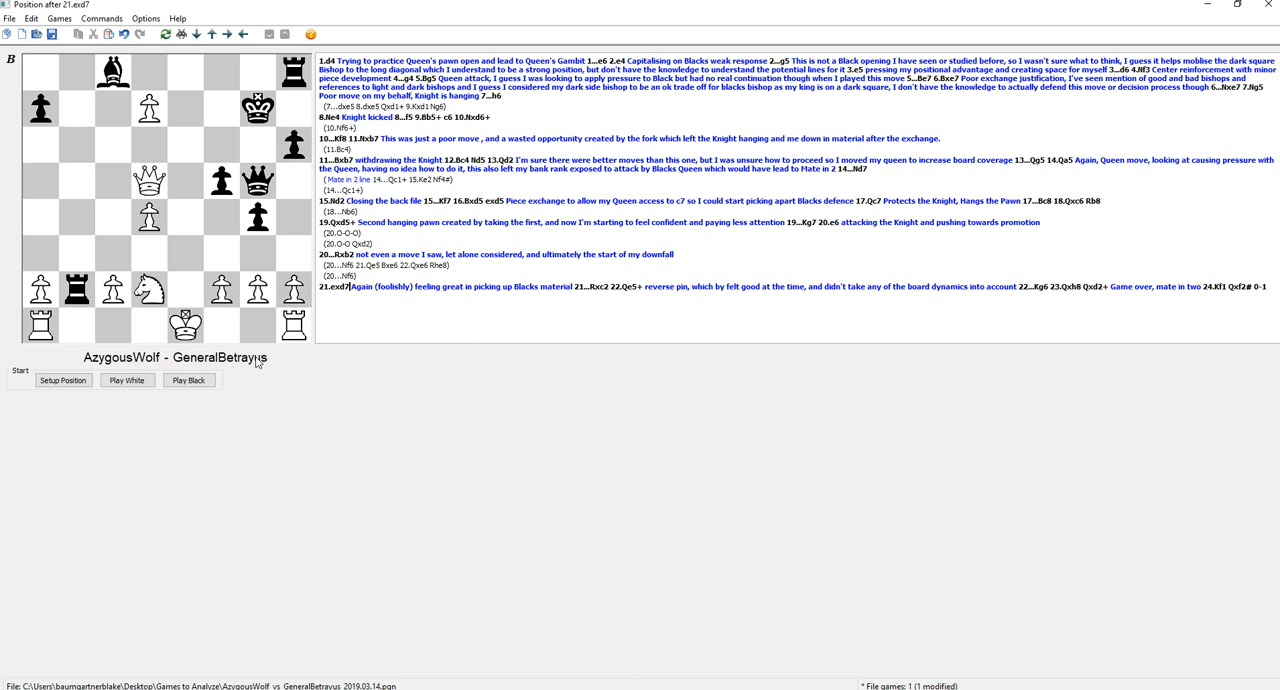 Position after 21.exd7
File Edit Games Commands Options Help
B
1.d4 Trying to practice Queen's pawn open and lead to Queen's Gambit 1...e6 2.e4 Capitalising on Blacks weak response 2...g5 This is not a Black opening I have seen or studied before, so I wasn't sure what to think, I guess it helps moblise the dark square
Bishop to the long diagonal which I understand to be a strong position, but don't have the knowledge to understand the potential lines for it 3.e5 pressing my positional advantage and creating space for myself 3...d6 4.Nf3 Center reinforcement with minor
piece development 4...g4 5.Bg5 Queen attack, I guess I was looking to apply pressure to Black but had no real continuation though when I played this move 5...Be7 6.Bxe7 Poor exchange justification, I've seen mention of good and bad bishops and
references to light and dark bishops and I guess I considered my dark side bishop to be an ok trade off for blacks bishop as my king is on a dark square, I don't have the knowledge to actually defend this move or decision process though 6...Nxe7 7.Ng5
Poor move on my behalf, Knight is hanging 7...h6
(7...dxe5 8.dxe5 Qxd1+ 9.Kxd1 Ng6)
8.Ne4 Knight kicked 8...f5 9.Bb5+ c6 10.Nxd6+
(10.Nf6+)
10...Kf8 11.Nxb7 This was just a poor move , and a wasted opportunity created by the fork which left the Knight hanging and me down in material after the exchange.
(11.Bc4)
11...Bxb7 withdrawing the Knight 12.Bc4 Nd5 13.Qd2 I'm sure there were better moves than this one, but I was unsure how to proceed so I moved my queen to increase board coverage 13...Qg5 14.Qa5 Again, Queen move, looking at causing pressure with
the Queen, having no idea how to do it, this also left my bank rank exposed to attack by Blacks Queen which would have lead to Mate in 2 14...Nd7
( Mate in 2 line 14...Qc1+ 15.Ke2 Nf4#)
(14...Qc1+)
15.Nd2 Closing the back file 15...Kf7 16.Bxd5 exd5 Piece exchange to allow my Queen access to c7 so I could start picking apart Blacks defence 17.Qc7 Protects the Knight, Hangs the Pawn 17...Bc8 18.Qxc6 Rb8
(18...Nb6)
19.Qxd5+ Second hanging pawn created by taking the first, and now I'm starting to feel confident and paying less attention 19...Kg7 20.e6 attacking the Knight and pushing towards promotion
(20.O-O-O)
(20.O-O Qxd2)
20...Rxb2 not even a move I saw, let alone considered, and ultimately the start of my downfall
(20...Nf6 21.Qe5 Bxe6 22.Qxe6 Rhe8)
(20...Nf6)
21.exd7 Again (foolishly) feeling great in picking up Blacks material 21...Rxc2 22.Qe5+ reverse pin, which by felt good at the time, and didn't take any of the board dynamics into account 22...Kg6 23.Qxh8 Qxd2+ Game over, mate in two 24.Kf1 Qxf2# 0-1
AzygousWolf - GeneralBetrayus
Start
Setup Position Play White Play Black
File: C:\Users\baumgartnerblake\Desktop\Games to Analyze\AzygousWolf_vs_GeneralBetrayus_2019.03.14.pgn * File games: 1 (1 modified)